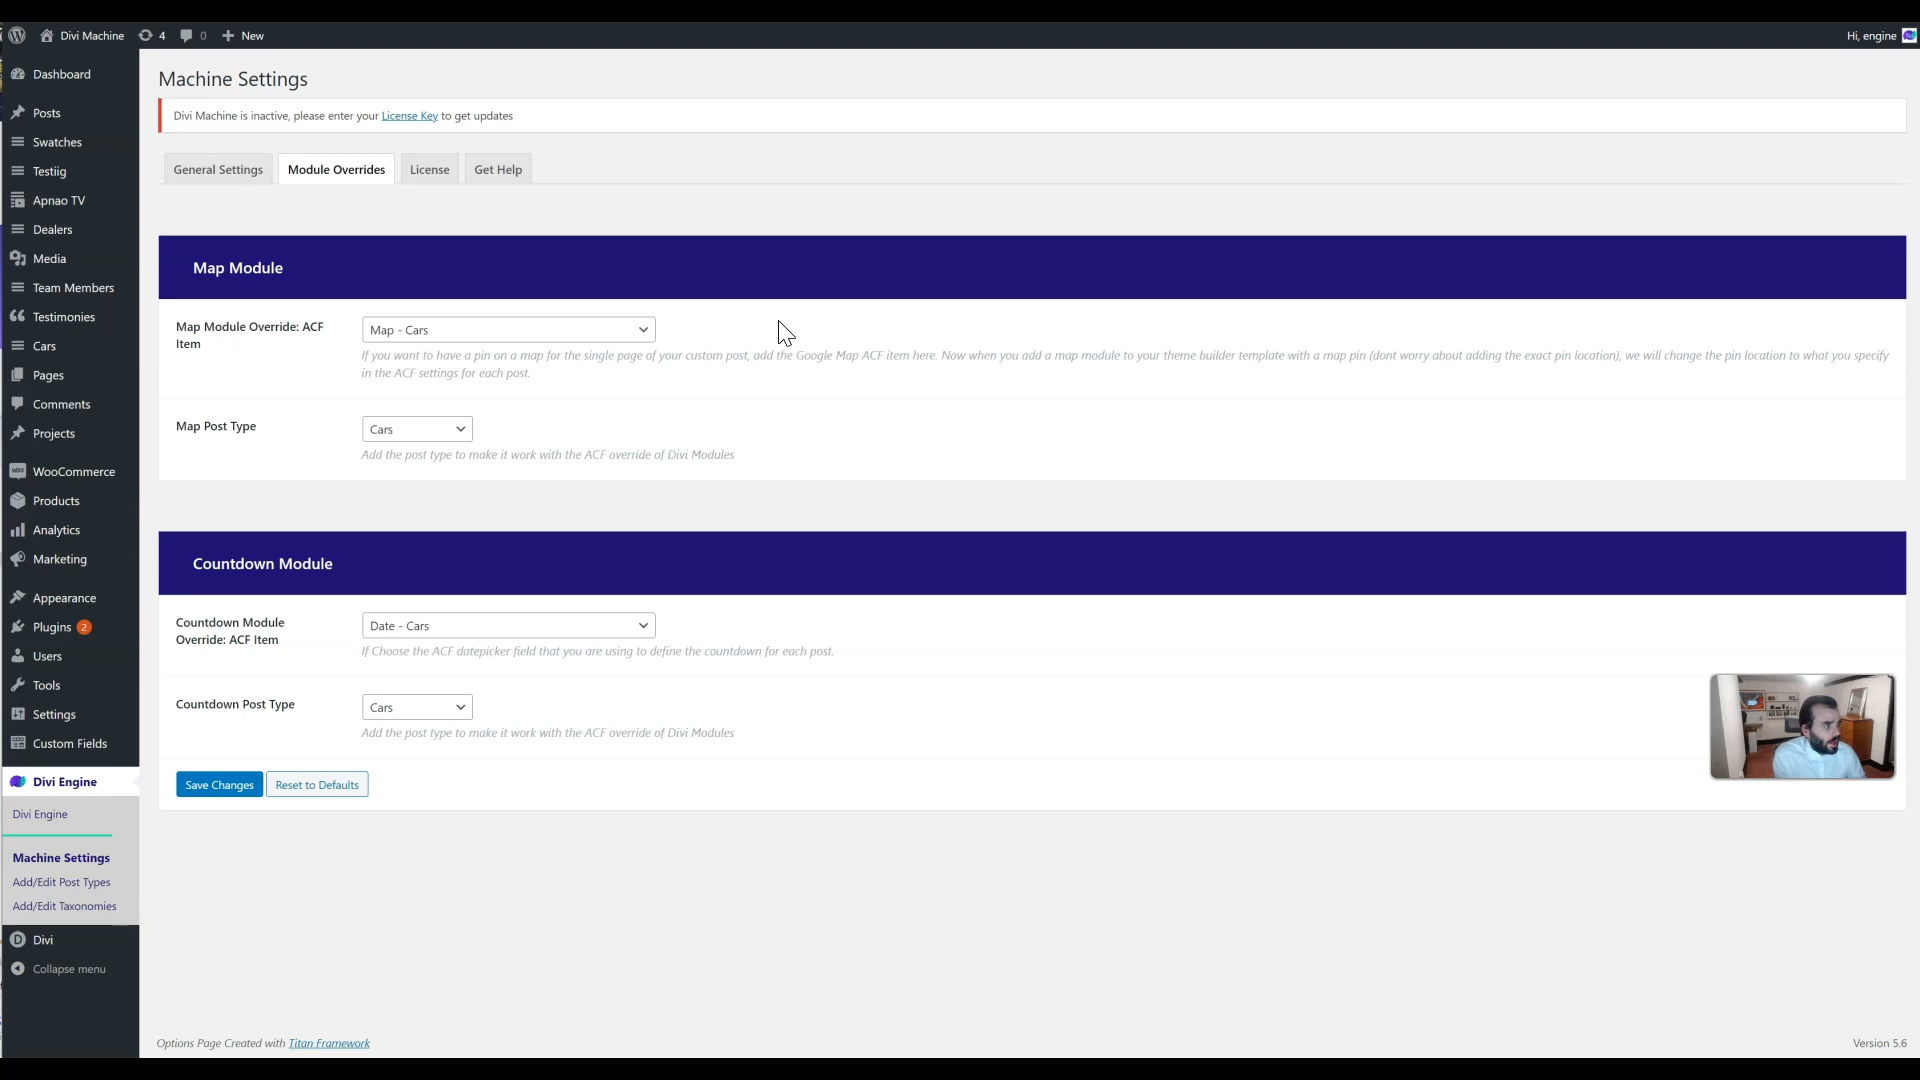 Divi Machine 4 0 New
Hi, engine
Dashboard
Posts
Swatches
Testiig
Apnao TV
Dealers
Media
Team Members
Testimonies
Cars
Pages
Comments
Projects
WooCommerce
Products
Analytics
Marketing
Appearance
Plugins 2
Users
Tools
Settings
Custom Fields
Divi Engine
Divi Engine
Machine Settings
Add/Edit Post Types
Add/Edit Taxonomies
Divi
Collapse menu
Machine Settings
Divi Machine is inactive, please enter your License Key to get updates
General Settings Module Overrides License Get Help
Map Module
Map Module Override: ACF
Item
Map - Cars
If you want to have a pin on a map for the single page of your custom post, add the Google Map ACF item here. Now when you add a map module to your theme builder template with a map pin (dont worry about adding the exact pin location), we will change the pin location to what you specify
in the ACF settings for each post.
Map Post Type
Cars
Add the post type to make it work with the ACF override of Divi Modules
Countdown Module
Countdown Module
Override: ACF Item
Date - Cars
If Choose the ACF datepicker field that you are using to define the countdown for each post.
Countdown Post Type
Cars
Add the post type to make it work with the ACF override of Divi Modules
Save Changes Reset to Defaults
Options Page Created with Titan Framework
Version 5.6